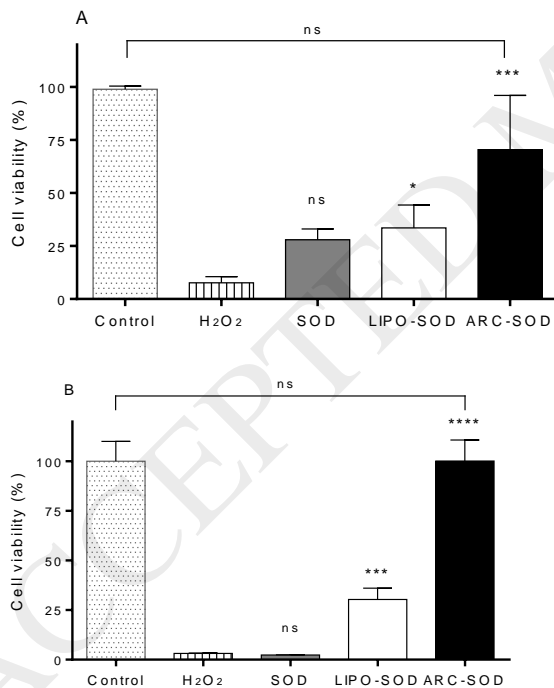 A
ns
Cell viability (%)
100
75
50
25
0
ns
*
***
Control H2O2 SOD LIPO-SOD ARC-SOD
B
ns
Cell viability (%)
100
75
50
25
0
ns
***
****
Control H2O2 SOD LIPO-SOD ARC-SOD
ACCEPTED M